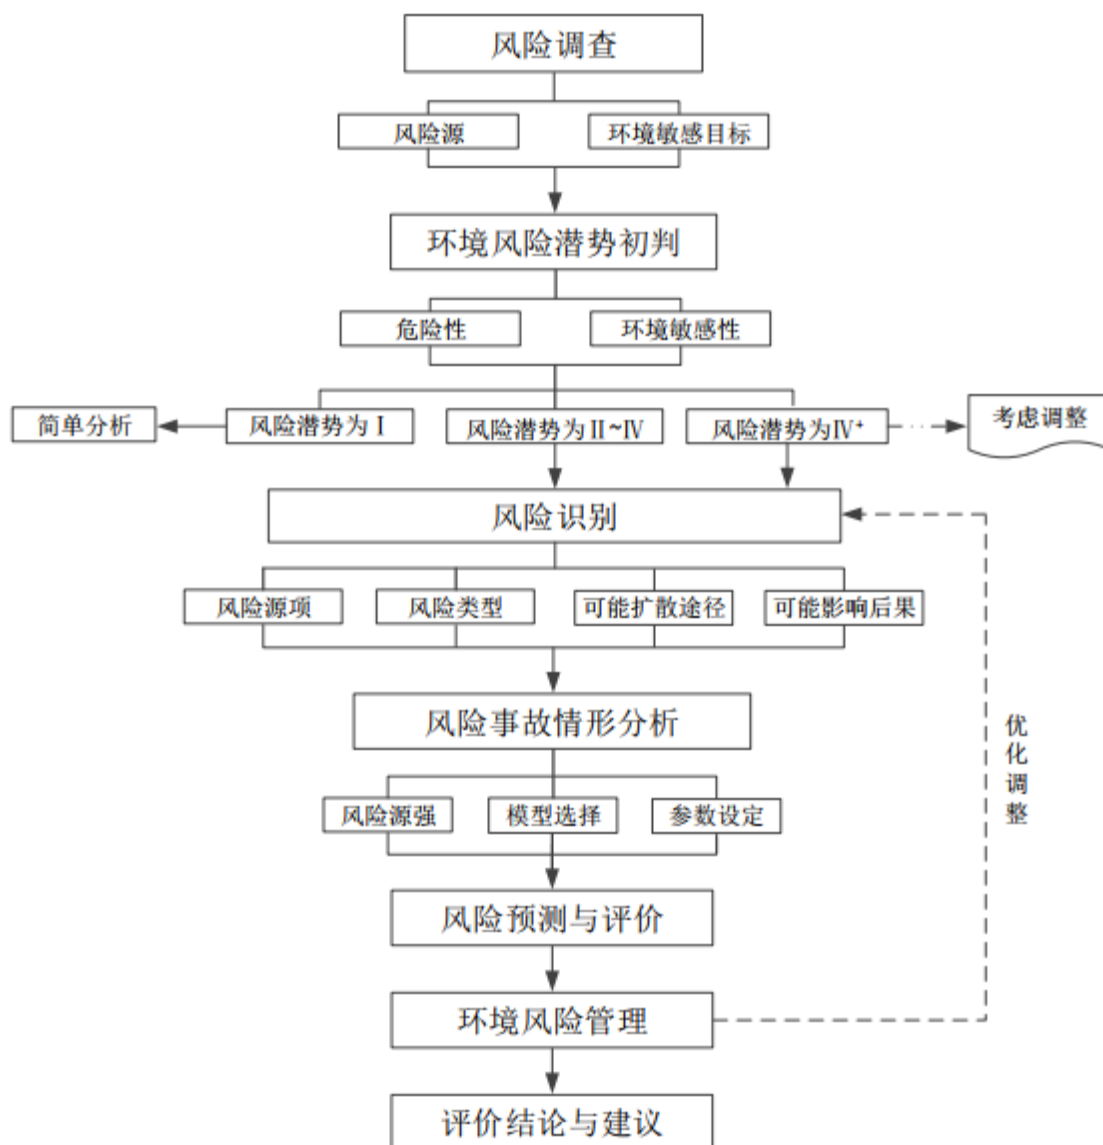 风险调查
风险源
环境敏感目标
环境风险潜势初判
危险性
环境敏感性
简单分析
风险潜势为Ⅰ
风险潜势为Ⅱ~Ⅳ
风险潜势为Ⅳ⁺
考虑调整
风险识别
风险源项
风险类型
可能扩散途径
可能影响后果
风险事故情形分析
优化调整
风险源强
模型选择
参数设定
风险预测与评价
环境风险管理
评价结论与建议